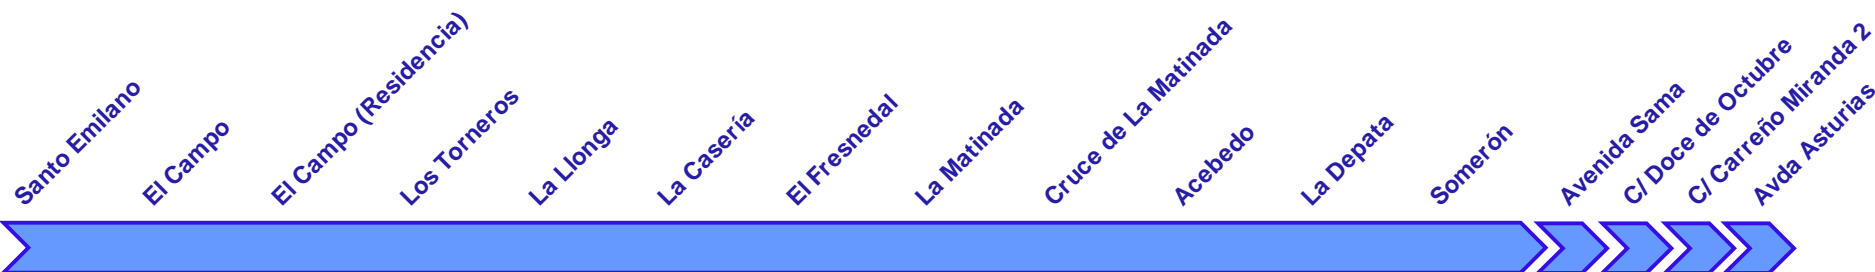 Santo Emilano
El Campo
El Campo (Residencia)
Los Torneros
La Llonga
La Casería
El Fresnedal
La Matinada
Cruce de La Matinada
Acebedo
La Depata
Somerón
Avenida Sama
C/ Doce de Octubre
C/ Carreño Miranda 2
Avda Asturias